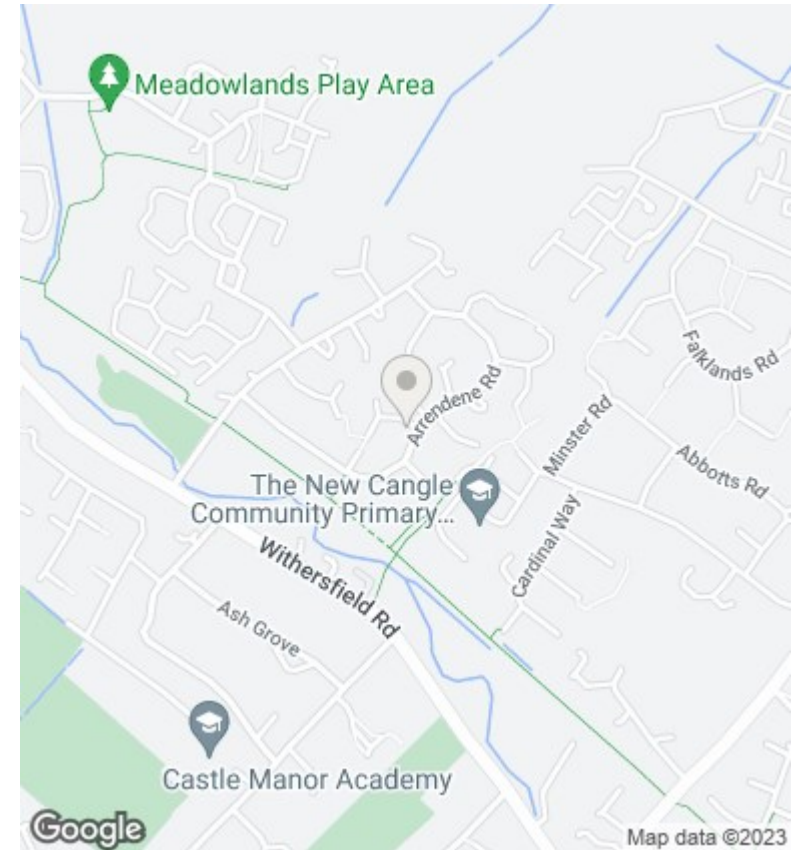 Meadowlands Play Area
Falklands Rd
Arrendene Rd
Minster Rd
Abbotts Rd
The New Cangle
Community Primary...
Cardinal Way
Withersfield Rd
Ash Grove
Castle Manor Academy
Google
Map data ©2023